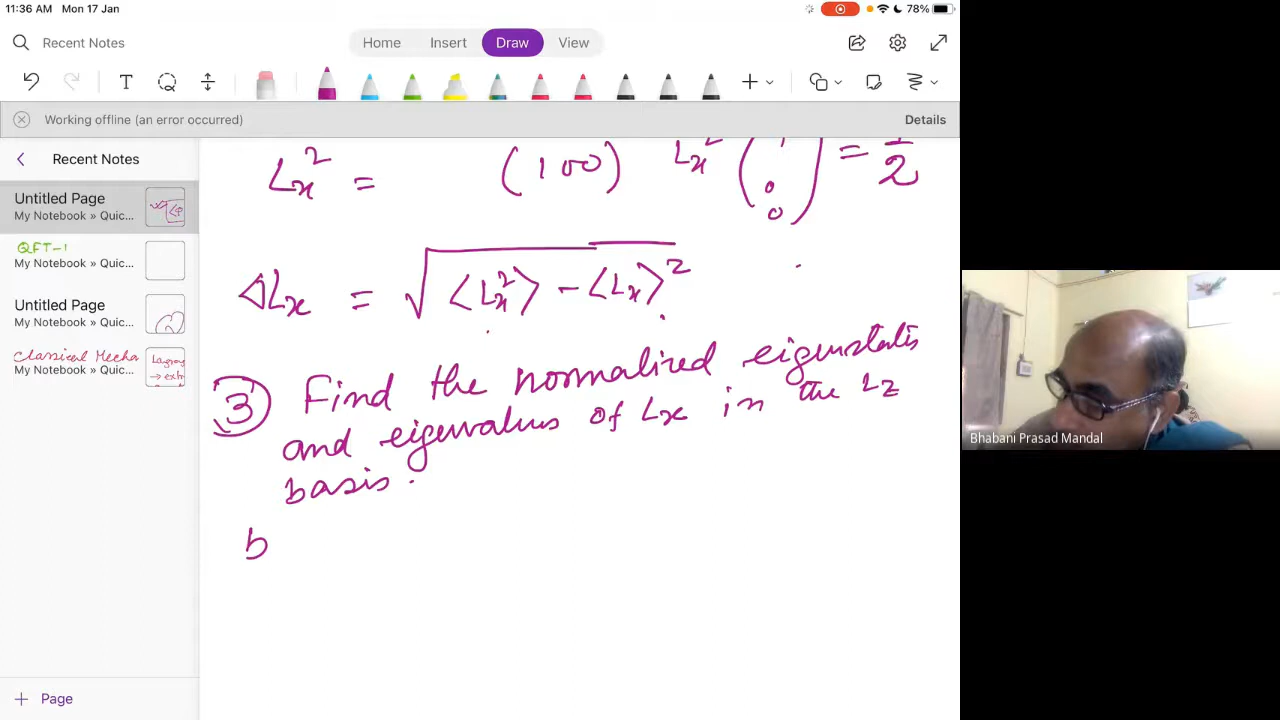 11:36 AM Mon 17 Jan
78%
Recent Notes
Home Insert Draw View
Working offline (an error occurred)
Details
Recent Notes
Untitled Page
My Notebook » Quic...
QFT-1
My Notebook » Quic...
Untitled Page
My Notebook » Quic...
Classical Mecha
My Notebook » Quic...
Page
Lx² = (1 0 0) Lx² (1 0 0) = 1/2
ΔLx = √⟨Lx²⟩ - ⟨Lx⟩²
③ Find the normalized eigenstates
and eigenvalues of Lx in the Lz
basis.
b
Bhabani Prasad Mandal